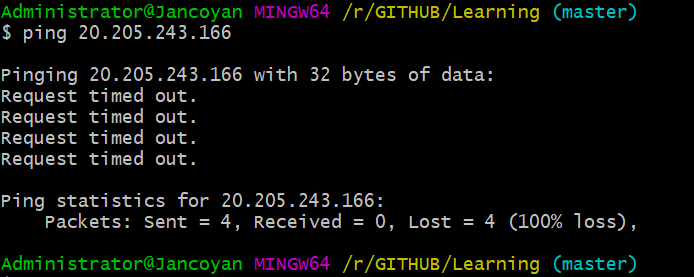 Administrator@Jancoyan MINGW64 /r/GITHUB/Learning (master)
$ ping 20.205.243.166
Pinging 20.205.243.166 with 32 bytes of data:
Request timed out.
Request timed out.
Request timed out.
Request timed out.
Ping statistics for 20.205.243.166:
    Packets: Sent = 4, Received = 0, Lost = 4 (100% loss),
Administrator@Jancoyan MINGW64 /r/GITHUB/Learning (master)